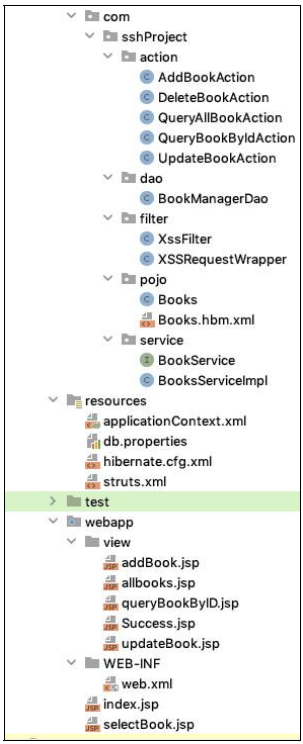 com
sshProject
action
AddBookAction
DeleteBookAction
QueryAllBookAction
QueryBookByIdAction
UpdateBookAction
dao
BookManagerDao
filter
XssFilter
XSSRequestWrapper
pojo
Books
Books.hbm.xml
service
BookService
BooksServiceImpl
resources
applicationContext.xml
db.properties
hibernate.cfg.xml
struts.xml
test
webapp
view
addBook.jsp
allbooks.jsp
queryBookByID.jsp
Success.jsp
updateBook.jsp
WEB-INF
web.xml
index.jsp
selectBook.jsp